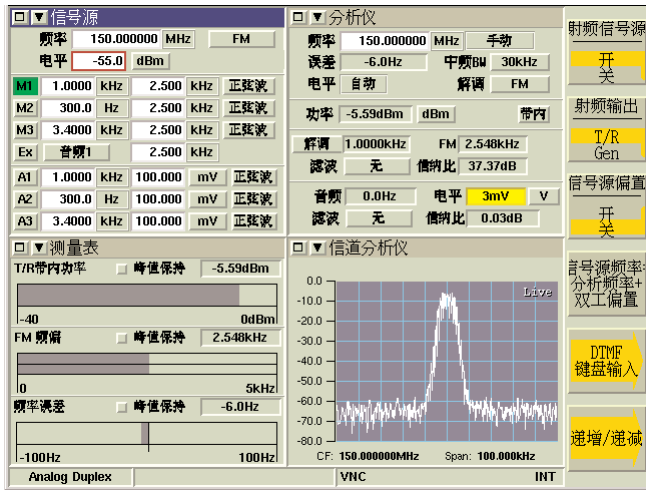 信号源
频率 150.000000 MHz FM
电平 -55.0 dBm
M1 1.0000 kHz 2.500 kHz 正弦波
M2 300.0 Hz 2.500 kHz 正弦波
M3 3.4000 kHz 2.500 kHz 正弦波
Ex 音频1 2.500 kHz
A1 1.0000 kHz 100.000 mV 正弦波
A2 300.0 Hz 100.000 mV 正弦波
A3 3.4000 kHz 100.000 mV 正弦波
分析仪
频率 150.000000 MHz 手动
误差 -6.0Hz 中频BW 30kHz
电平 自动 解调 FM
功率 -5.59dBm dBm 带内
解调 1.0000kHz FM 2.548kHz
滤波 无 信纳比 37.37dB
音频 0.0Hz 电平 3mV V
滤波 无 信纳比 0.03dB
测量表
T/R带内功率 峰值保持 -5.59dBm
-40 0dBm
FM 频偏 峰值保持 2.548kHz
0 5kHz
频率误差 峰值保持 -6.0Hz
-100Hz 100Hz
信道分析仪
Live
0.0
-10.0
-20.0
-30.0
-40.0
-50.0
-60.0
-70.0
-80.0
CF: 150.000000MHz Span: 100.000kHz
Analog Duplex VNC INT
射频信号源
开
关
射频输出
T/R
Gen
信号源偏置
开
关
号源频率
分析频率+
双工偏置
DTMF
键盘输入
递增/递减